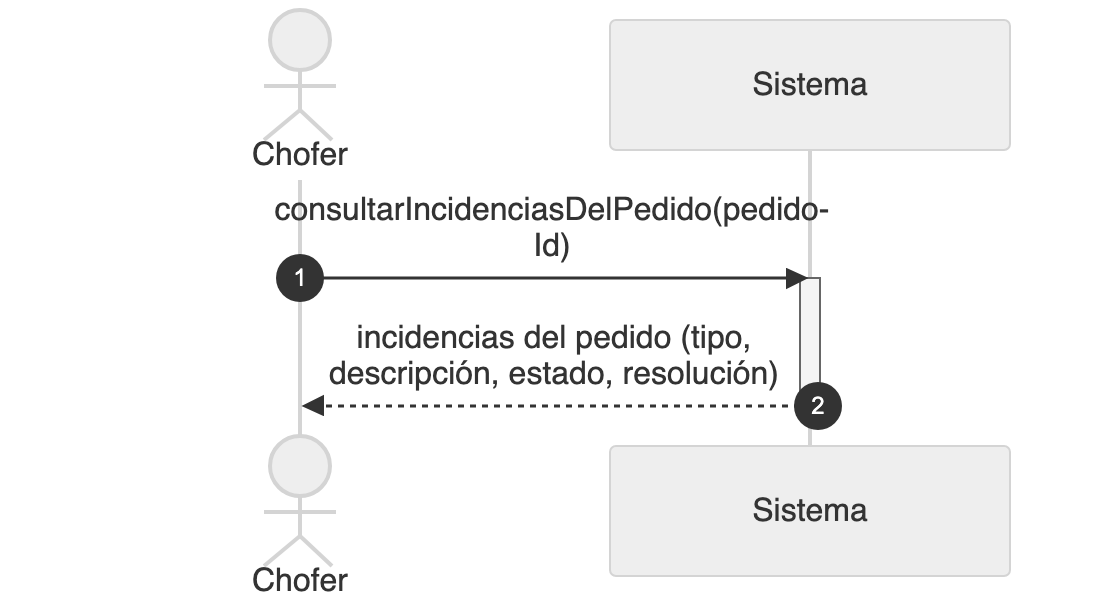 Sistema
Chofer
consultarIncidenciasDelPedido(pedido-
Id)
1
incidencias del pedido (tipo,
descripción, estado, resolución)
2
Sistema
Chofer